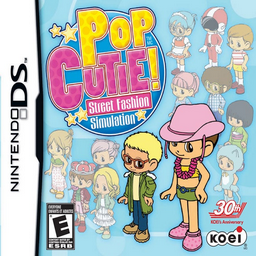 NINTENDO DS
POP
CUTIE!
Street Fashion
Simulation
EVERYONE
E
ESRB
30th
KOEI's Anniversary
KOEI